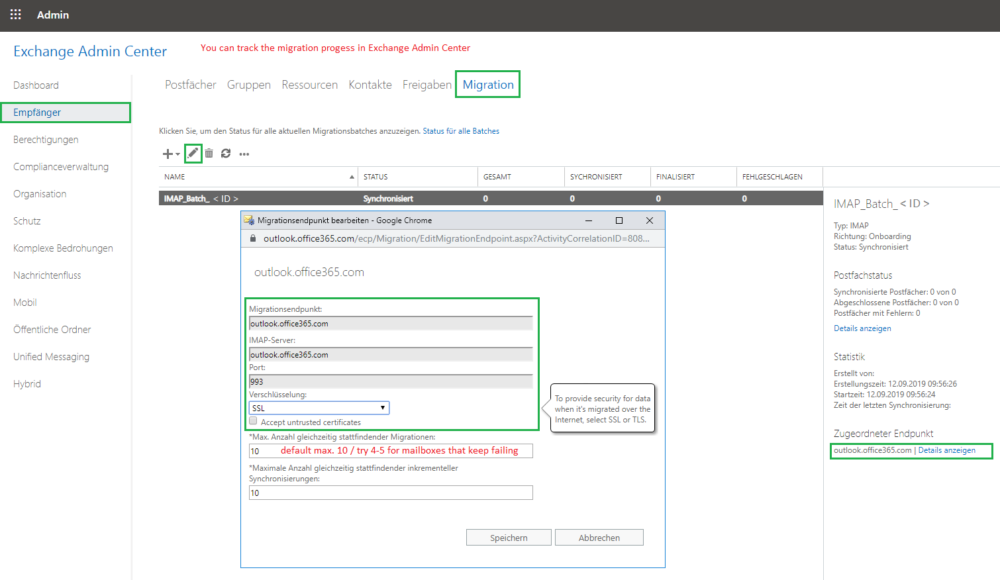 Admin
Exchange Admin Center
You can track the migration progess in Exchange Admin Center
Dashboard
Empfänger
Berechtigungen
Complianceverwaltung
Organisation
Schutz
Komplexe Bedrohungen
Nachrichtenfluss
Mobil
Öffentliche Ordner
Unified Messaging
Hybrid
Postfächer Gruppen Ressourcen Kontakte Freigaben Migration
Klicken Sie, um den Status für alle aktuellen Migrationsbatches anzuzeigen. Status für alle Batches
NAME STATUS GESAMT SYCHRONISIERT FINALISIERT FEHLGESCHLAGEN
IMAP_Batch_ < ID > Synchronisiert 0 0 0 0
Migrationsendpunkt bearbeiten - Google Chrome
outlook.office365.com/ecp/Migration/EditMigrationEndpoint.aspx?ActivityCorrelationID=808...
outlook.office365.com
Migrationsendpunkt:
outlook.office365.com
IMAP-Server:
outlook.office365.com
Port:
993
Verschlüsselung:
SSL
Accept untrusted certificates
To provide security for data
when it's migrated over the
Internet, select SSL or TLS.
*Max. Anzahl gleichzeitig stattfindender Migrationen:
10 default max. 10 / try 4-5 for mailboxes that keep failing
*Maximale Anzahl gleichzeitig stattfindender inkrementeller
Synchronisierungen:
10
Speichern Abbrechen
IMAP_Batch_ < ID >
Typ: IMAP
Richtung: Onboarding
Status: Synchronisiert
Postfachstatus
Synchronisierte Postfächer: 0 von 0
Abgeschlossene Postfächer: 0 von 0
Postfächer mit Fehlern: 0
Details anzeigen
Statistik
Erstellt von:
Erstellungszeit: 12.09.2019 09:56:26
Startzeit: 12.09.2019 09:56:24
Zeit der letzten Synchronisierung:
Zugeordneter Endpunkt
outlook.office365.com | Details anzeigen